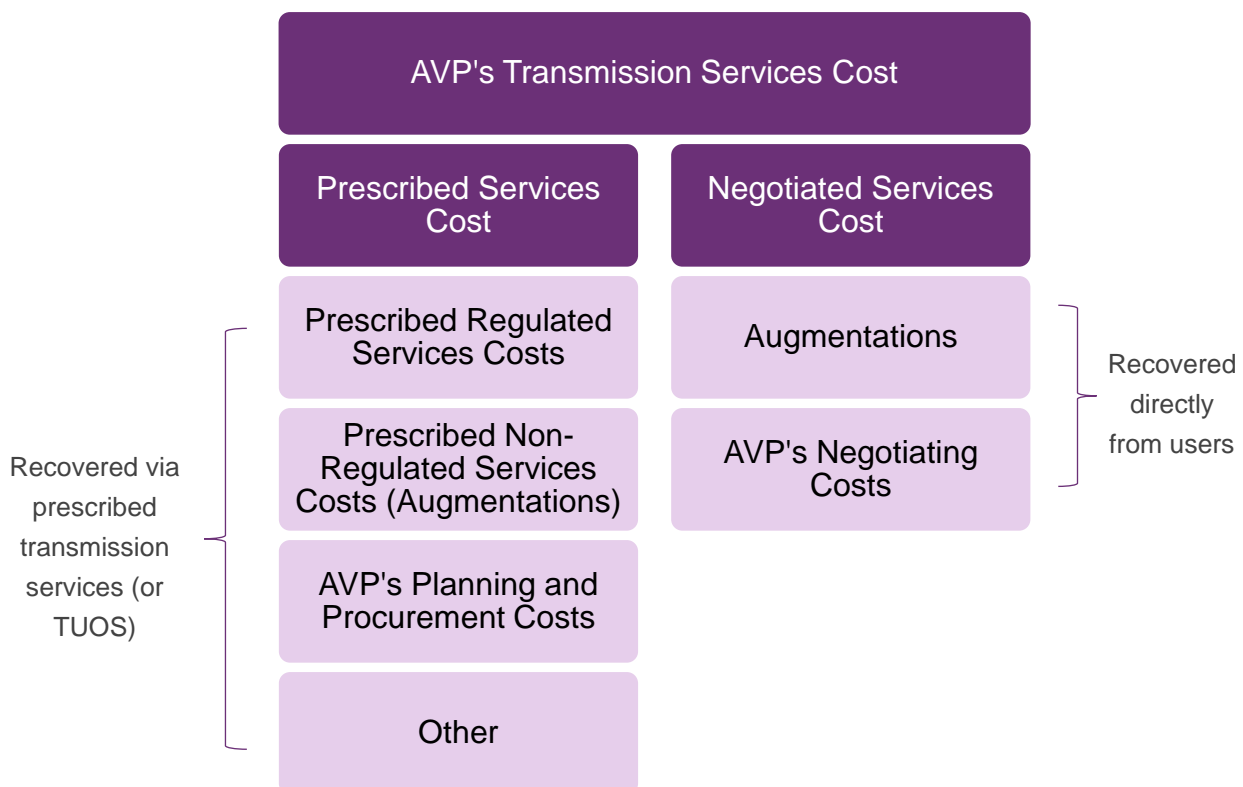 AVP's Transmission Services Cost
Prescribed Services
Cost
Negotiated Services
Cost
Prescribed Regulated
Services Costs
Augmentations
Prescribed Non-
Regulated Services
Costs (Augmentations)
AVP's Negotiating
Costs
AVP's Planning and
Procurement Costs
Other
Recovered via
prescribed
transmission
services (or
TUOS)
Recovered
directly
from users